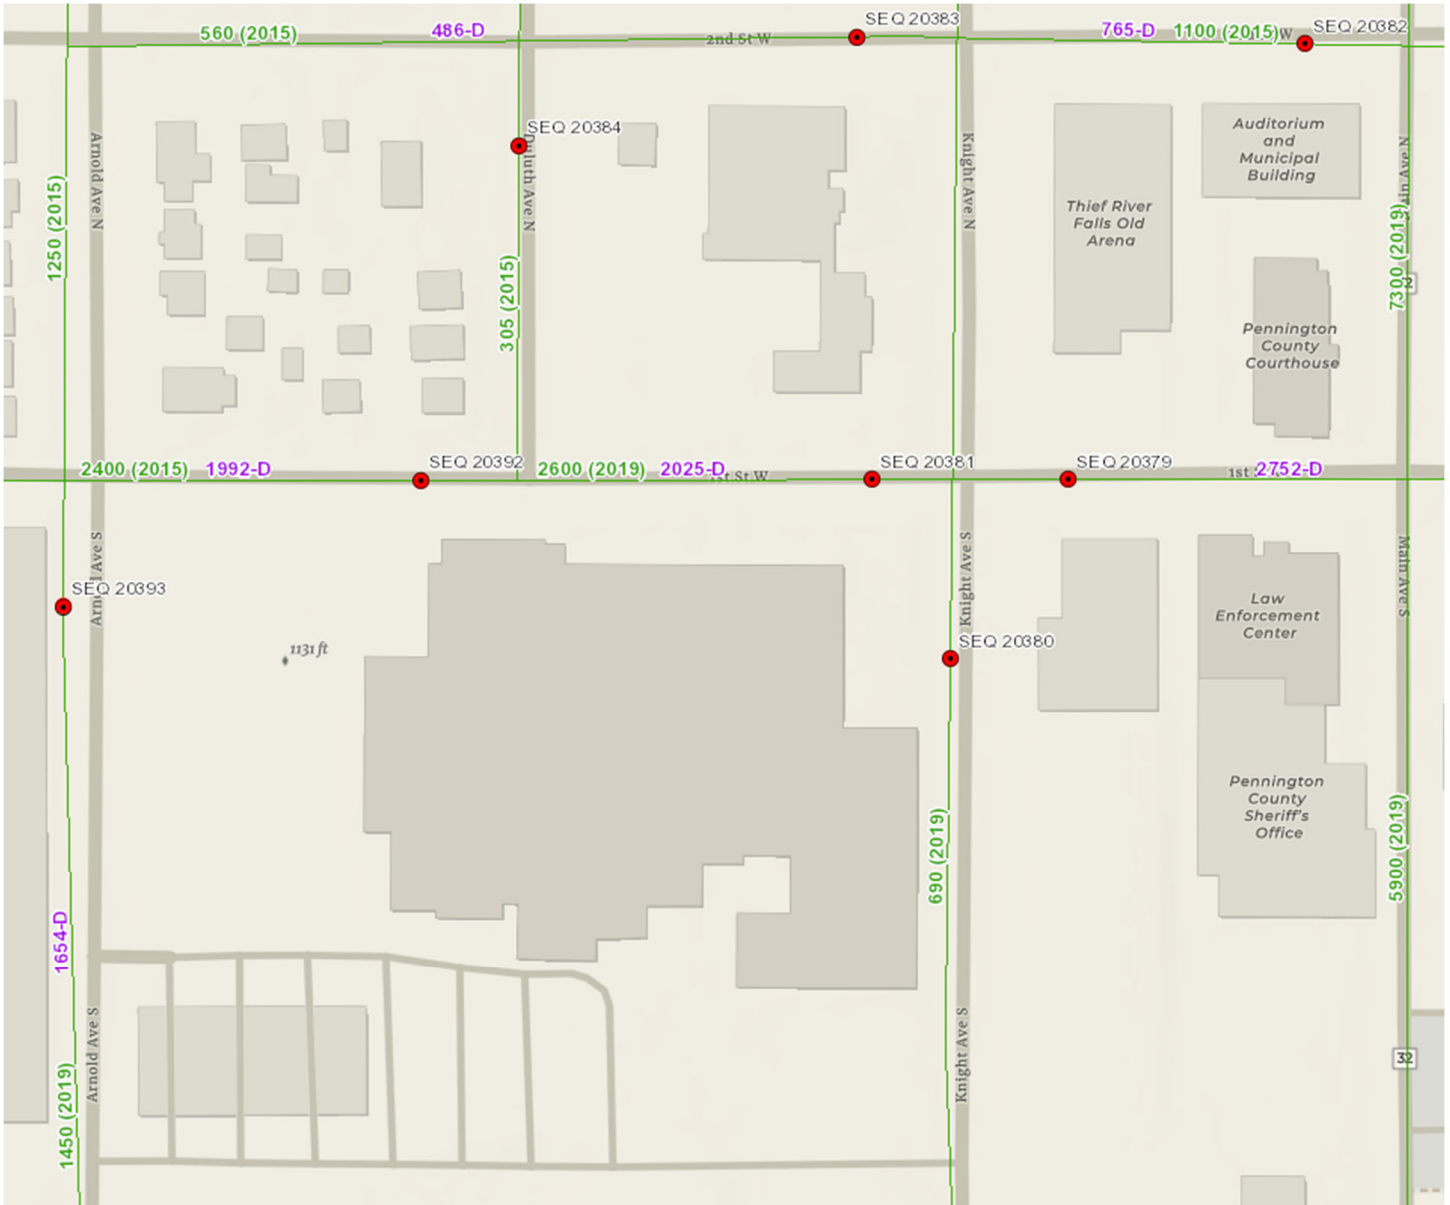 SEQ 20383
SEQ 20382
560 (2015)
486-D
2nd St W
765-D
1100 (2015)
W
SEQ 20384
Arnold Ave N
Duluth Ave N
Knight Ave N
Auditorium
and
Municipal
Building
Main Ave N
1250 (2015)
Thief River
Falls Old
Arena
305 (2015)
7300 (2019)
Pennington
County
Courthouse
SEQ 20392
SEQ 20381
SEQ 20379
2400 (2015)
1992-D
2600 (2019)
2025-D
1st St W
1st
2752-D
Arnold Ave S
Knight Ave S
Main Ave S
SEQ 20393
Law
Enforcement
Center
1131 ft
SEQ 20380
Pennington
County
Sheriff's
Office
690 (2019)
5900 (2019)
1654-D
Arnold Ave S
Knight Ave S
32
1450 (2019)